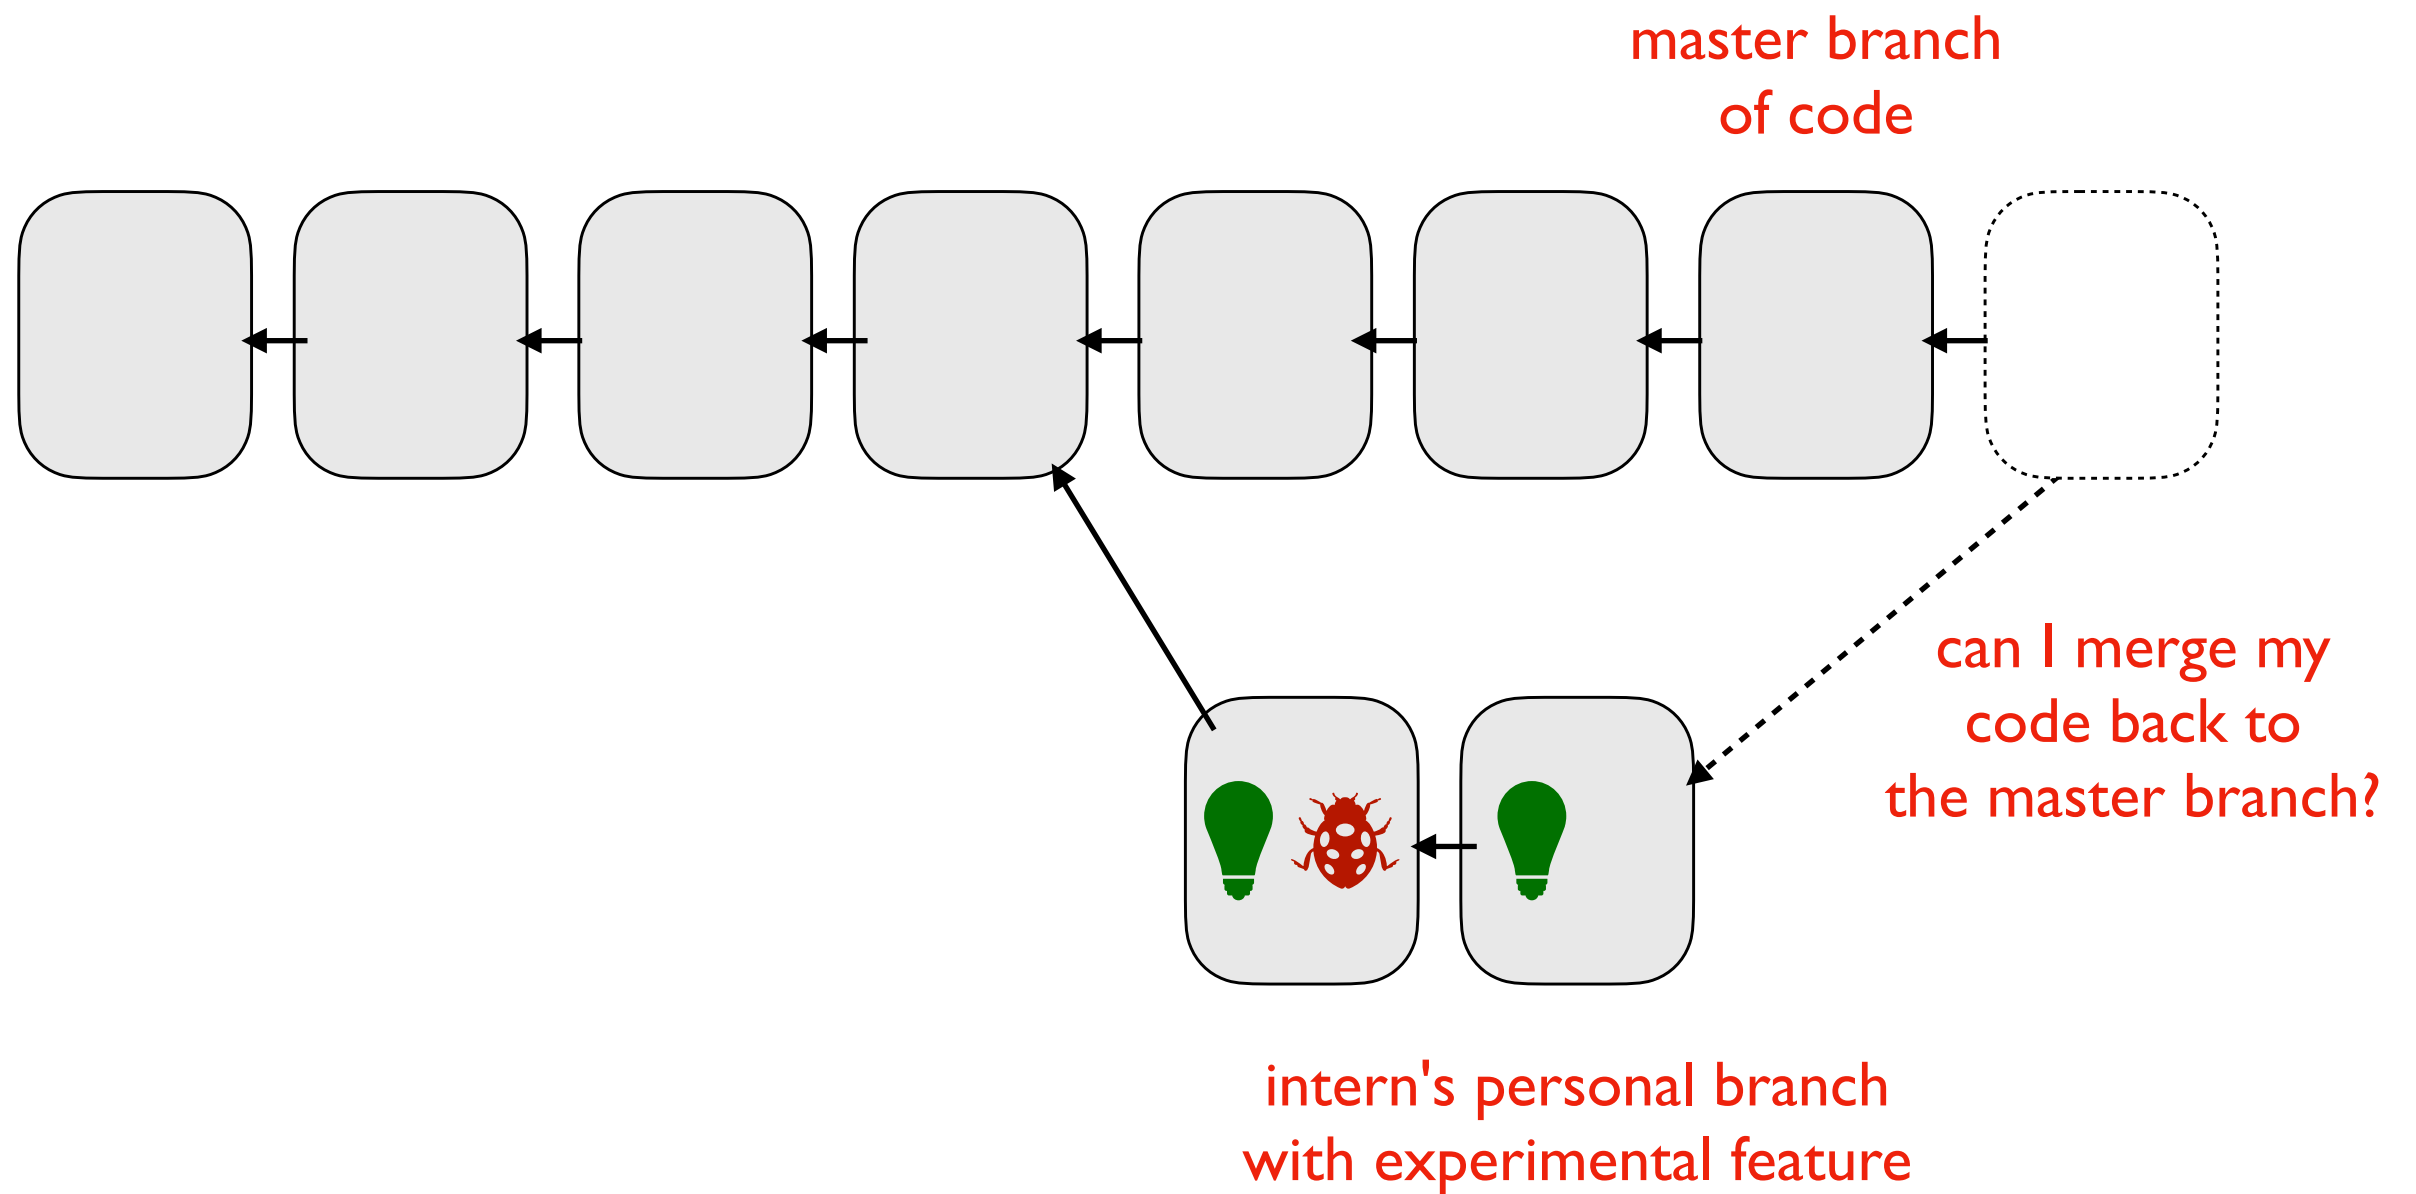 master branch
of code
can I merge my
code back to
the master branch?
intern's personal branch
with experimental feature